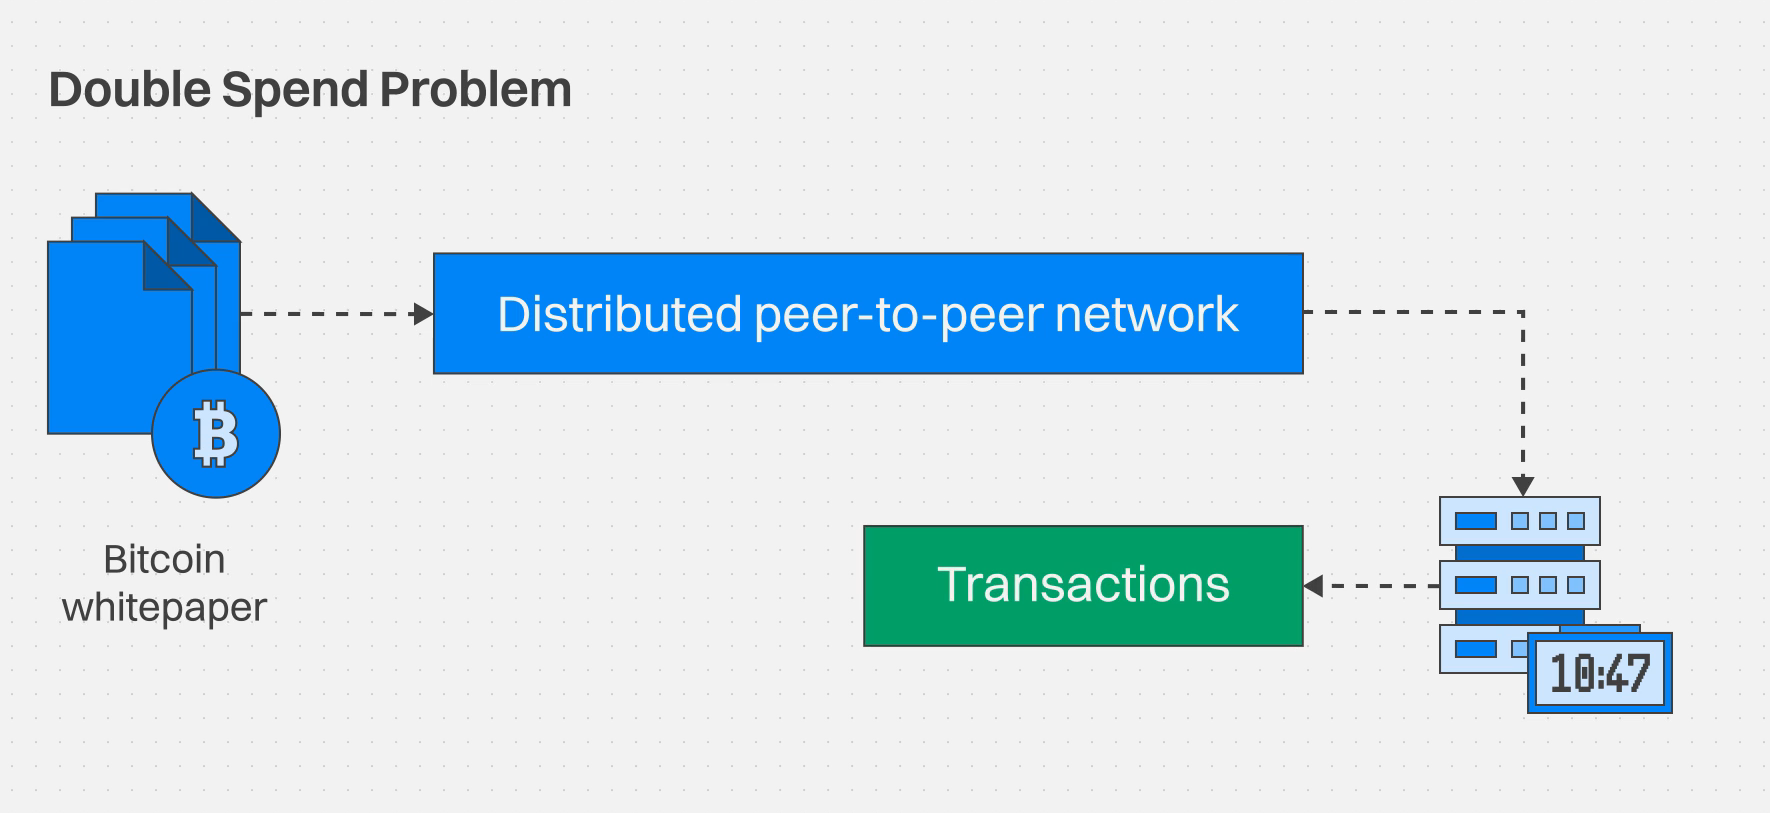 Double Spend Problem
Distributed peer-to-peer network
Bitcoin
whitepaper
Transactions
10:47